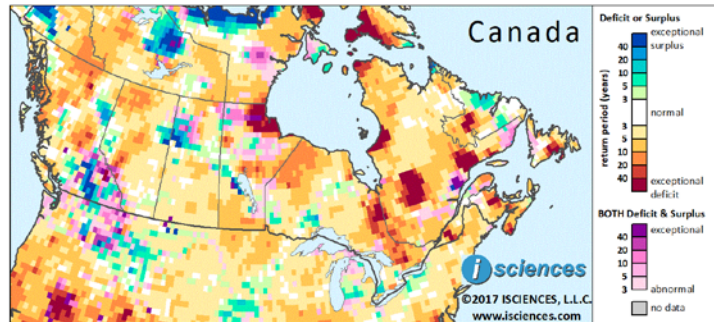 Canada
i sciences
©2017 ISCIENCES, L.L.C.
www.isciences.com
Deficit or Surplus
return period (years)
exceptional
surplus
40
20
10
5
3
normal
3
5
10
20
40
exceptional
deficit
BOTH Deficit & Surplus
exceptional
40
20
10
5
3
abnormal
no data